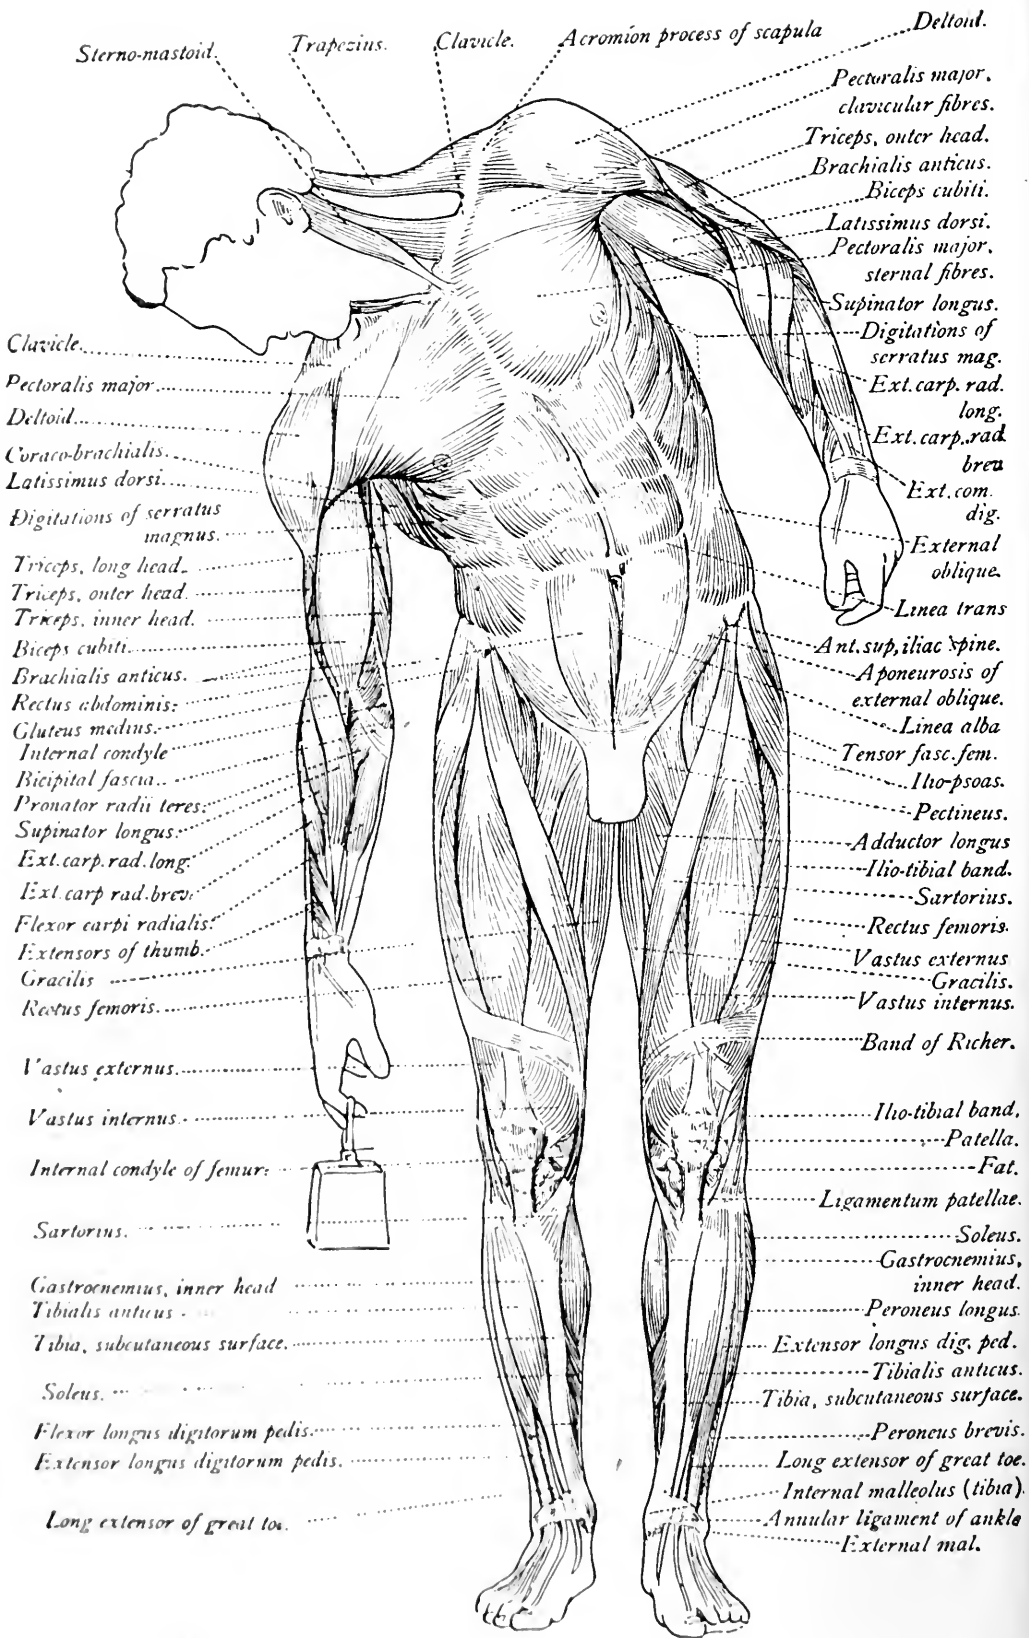 Sterno-mastoid.
Trapezius.
Clavicle.
Acromion process of scapula
Deltoid.
Pectoralis major.
clavicular fibres.
Triceps, outer head.
Brachialis anticus.
Biceps cubiti.
Latissimus dorsi.
Pectoralis major.
sternal fibres.
Supinator longus.
Digitations of
serratus mag.
Ext. carp. rad.
long.
Ext. carp. rad
brev
Ext. com.
dig.
External
oblique.
Linea trans
Ant. sup, iliac spine.
Aponeurosis of
external oblique.
Linea alba
Tensor fasc. fem.
Ilio-psoas.
Pectineus.
Adductor longus
Ilio-tibial band.
Sartorius.
Rectus femoris.
Vastus externus
Gracilis.
Vastus internus.
Band of Richer.
Ilio-tibial band.
Patella.
Fat.
Ligamentum patellae.
Soleus.
Gastrocnemius,
inner head.
Peroneus longus.
Extensor longus dig. ped.
Tibialis anticus.
Tibia, subcutaneous surface.
Peroneus brevis.
Long extensor of great toe.
Internal malleolus (tibia).
Annular ligament of ankle
External mal.
Clavicle.
Pectoralis major.
Deltoid.
Coraco-brachialis.
Latissimus dorsi.
Digitations of serratus
magnus.
Triceps, long head.
Triceps, outer head.
Triceps, inner head.
Biceps cubiti.
Brachialis anticus.
Rectus abdominis.
Gluteus medius.
Internal condyle
Bicipital fascia.
Pronator radii teres.
Supinator longus.
Ext. carp. rad. long.
Ext. carp rad. brev.
Flexor carpi radialis.
Extensors of thumb.
Gracilis
Rectus femoris.
Vastus externus.
Vastus internus.
Internal condyle of femur.
Sartorius.
Gastrocnemius, inner head
Tibialis anticus
Tibia, subcutaneous surface.
Soleus.
Flexor longus digitorum pedis.
Extensor longus digitorum pedis.
Long extensor of great toe.